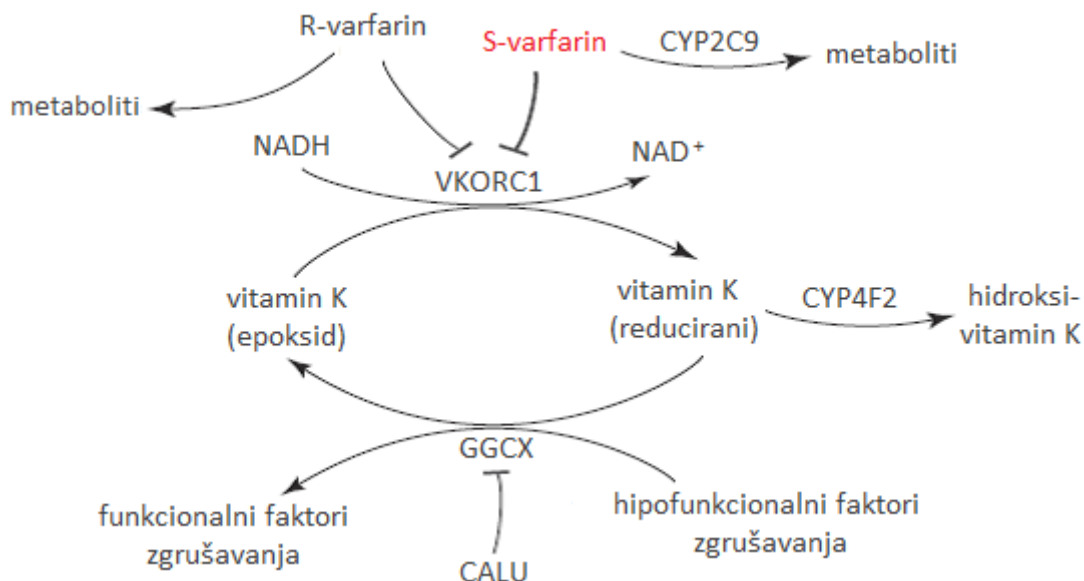 R-varfarin
S-varfarin
CYP2C9
metaboliti
metaboliti
NADH
NAD⁺
VKORC1
vitamin K
(epoksid)
vitamin K
(reducirani)
CYP4F2
hidroksi-
vitamin K
GGCX
funkcionalni faktori
zgrušavanja
hipofunkcionalni faktori
zgrušavanja
CALU